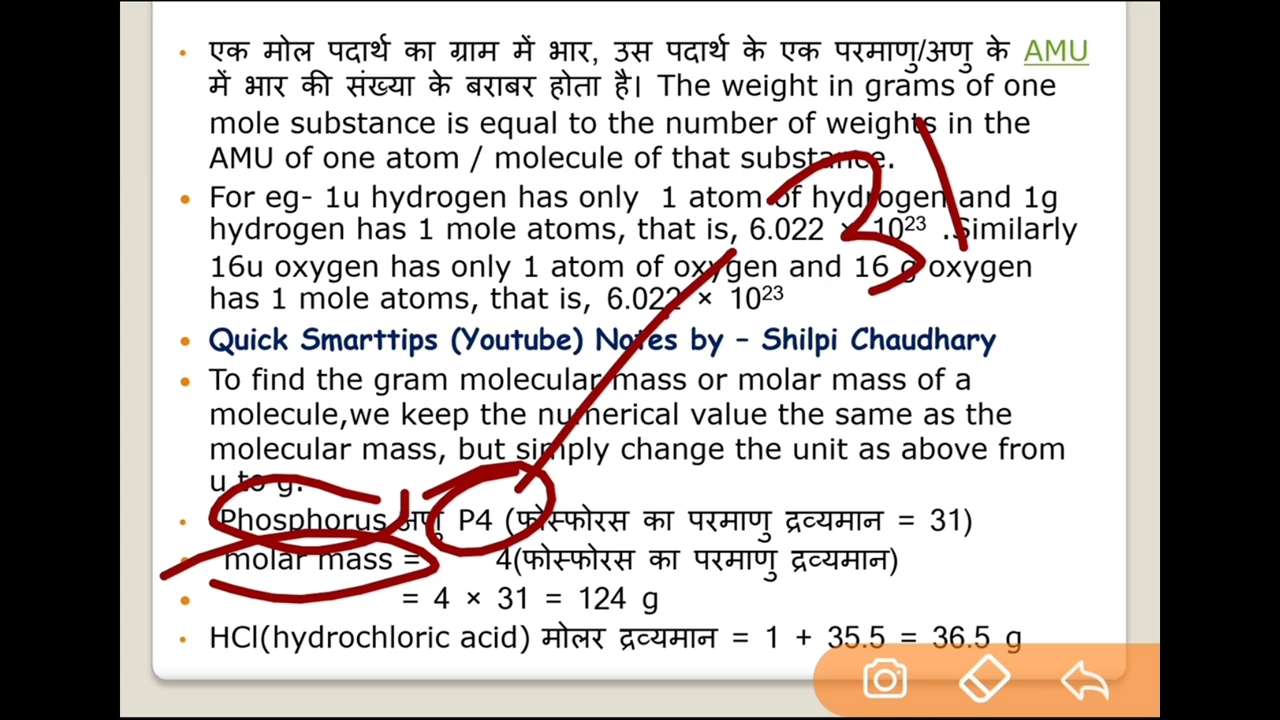 • एक मोल पदार्थ का ग्राम में भार, उस पदार्थ के एक परमाणु/अणु के AMU
में भार की संख्या के बराबर होता है। The weight in grams of one
mole substance is equal to the number of weights in the
AMU of one atom / molecule of that substance.
• For eg- 1u hydrogen has only 1 atom of hydrogen and 1g
hydrogen has 1 mole atoms, that is, 6.022 × 10²³ .Similarly
16u oxygen has only 1 atom of oxygen and 16 g oxygen
has 1 mole atoms, that is, 6.022 × 10²³
• Quick Smarttips (Youtube) Notes by – Shilpi Chaudhary
• To find the gram molecular mass or molar mass of a
molecule,we keep the numerical value the same as the
molecular mass, but simply change the unit as above from
u to g.
• Phosphorus अणु P4 (फोस्फोरस का परमाणु द्रव्यमान = 31)
• molar mass = 4(फोस्फोरस का परमाणु द्रव्यमान)
• = 4 × 31 = 124 g
• HCl(hydrochloric acid) मोलर द्रव्यमान = 1 + 35.5 = 36.5 g
31